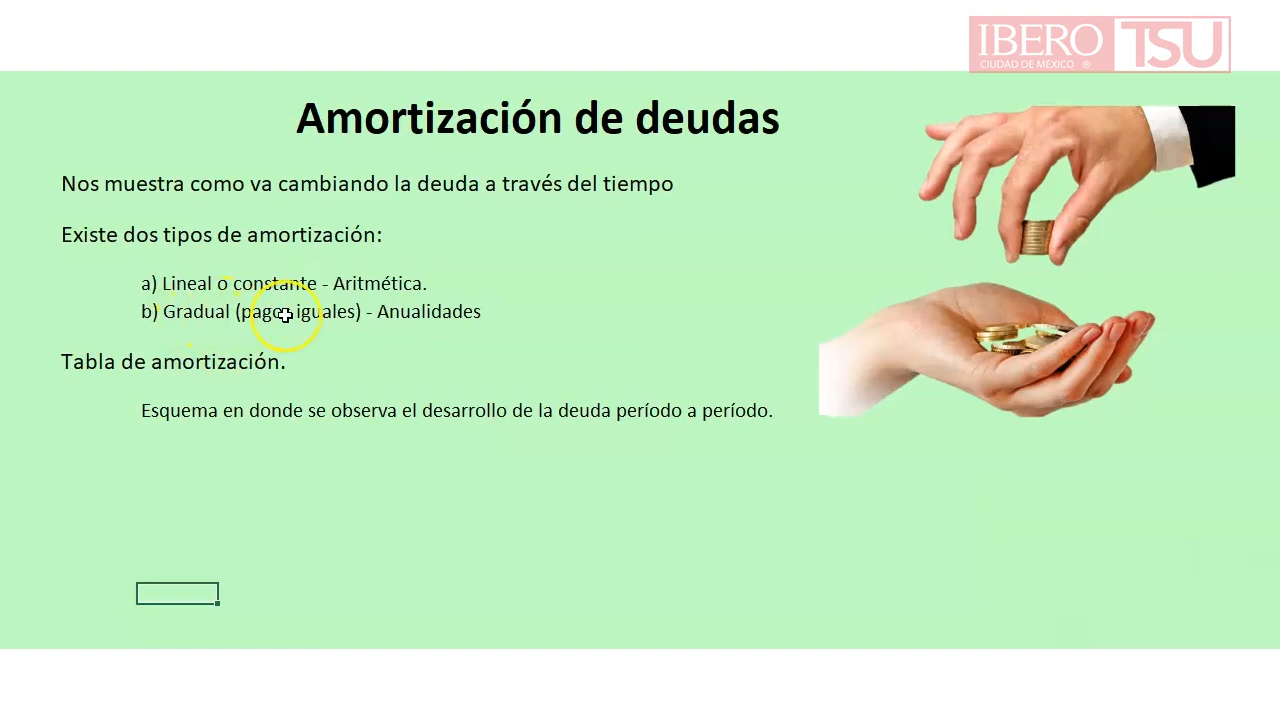 IBERO TSU
CIUDAD DE MÉXICO ®
Amortización de deudas
Nos muestra como va cambiando la deuda a través del tiempo
Existe dos tipos de amortización:
a) Lineal o constante - Aritmética.
b) Gradual (pagos iguales) - Anualidades
Tabla de amortización.
Esquema en donde se observa el desarrollo de la deuda período a período.